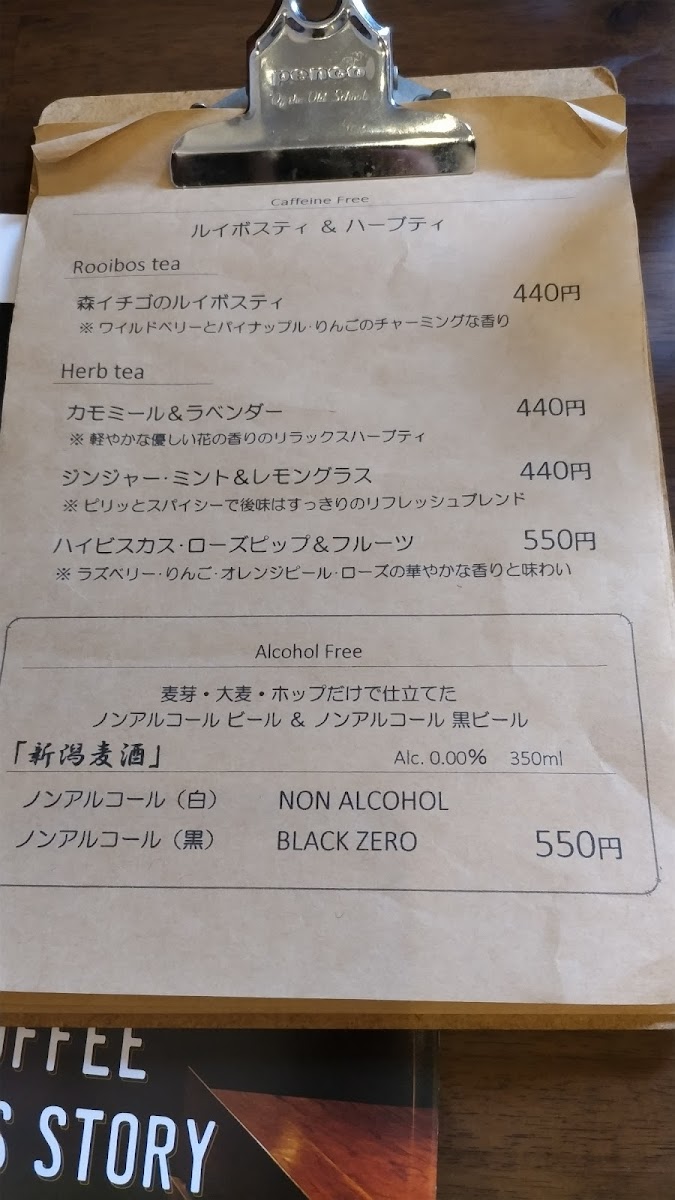 penco
Caffeine Free
ルイボスティ & ハーブティ
Rooibos tea
森イチゴのルイボスティ 440円
※ ワイルドベリーとパイナップル・りんごのチャーミングな香り
Herb tea
カモミール&ラベンダー 440円
※ 軽やかな優しい花の香りのリラックスハーブティ
ジンジャー・ミント&レモングラス 440円
※ ピリッとスパイシーで後味はすっきりのリフレッシュブレンド
ハイビスカス・ローズピップ&フルーツ 550円
※ ラズベリー・りんご・オレンジピール・ローズの華やかな香りと味わい
Alcohol Free
麦芽・大麦・ホップだけで仕立てた
ノンアルコール ビール & ノンアルコール 黒ビール
「新潟麦酒」 Alc. 0.00% 350ml
ノンアルコール（白） NON ALCOHOL
ノンアルコール（黒） BLACK ZERO 550円
STORY